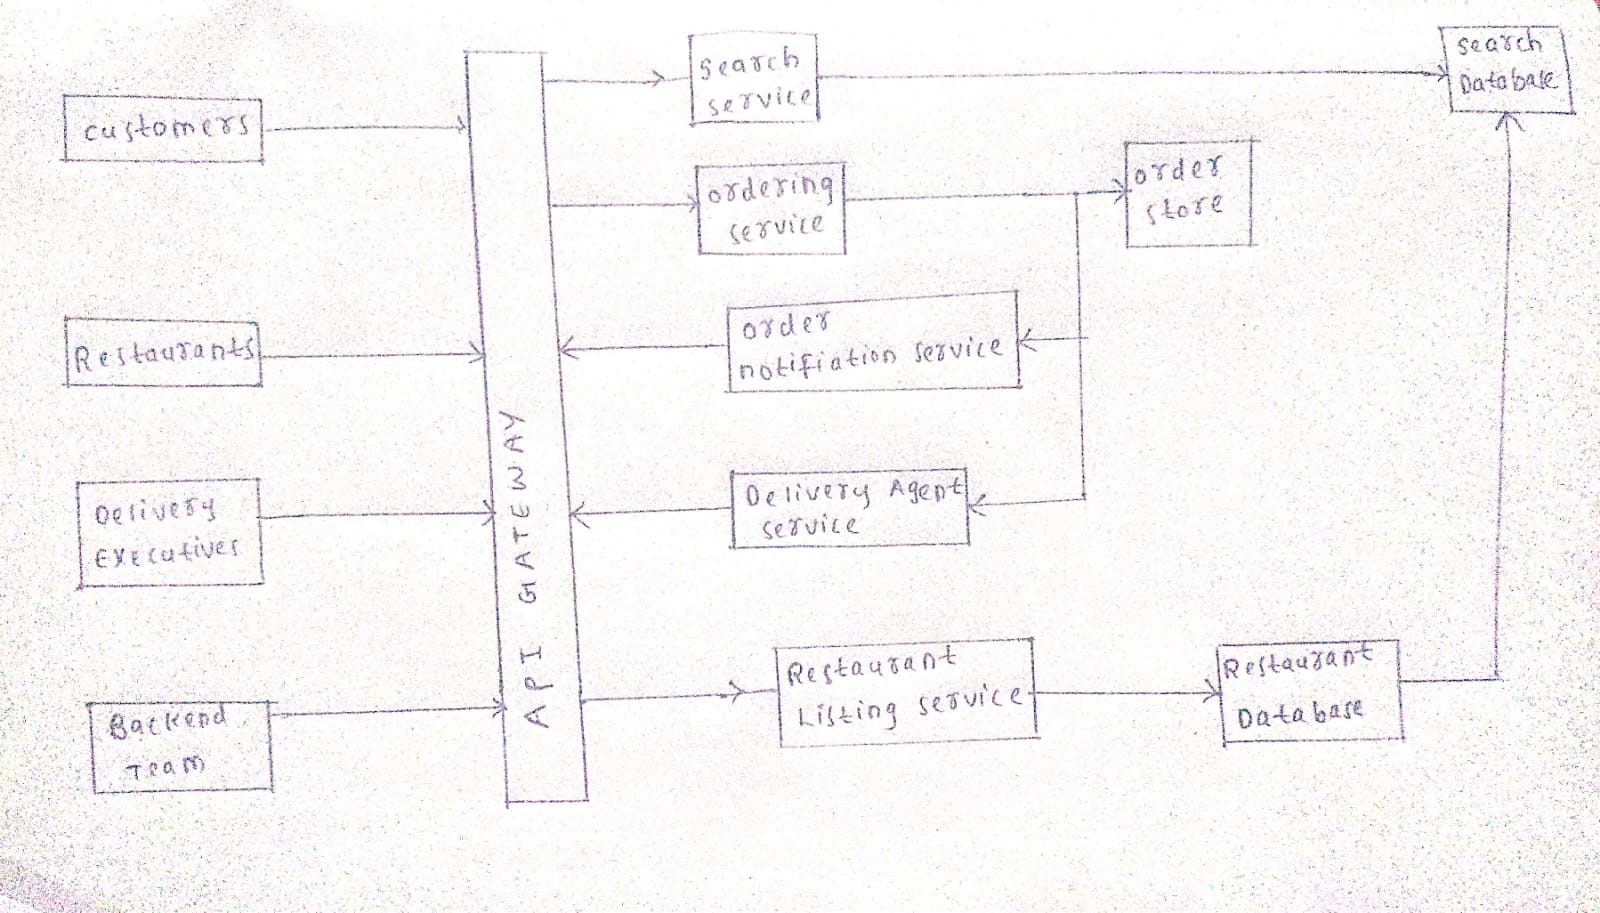 search
service
search
Database
customers
ordering
service
order
store
Restaurants
order
notifiation service
Delivery
Executives
API GATEWAY
Delivery Agent
service
Backend
Team
Restaurant
Listing service
Restaurant
Database